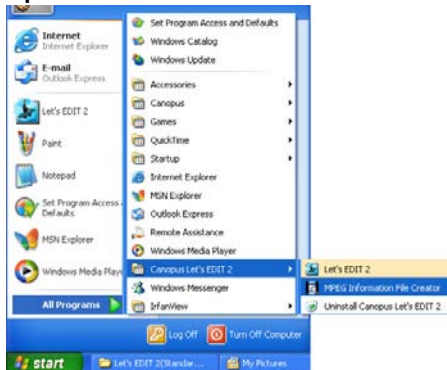 Internet
Internet Explorer
E-mail
Outlook Express
Let's EDIT 2
Paint
Notepad
Set Program Access
Defaults
MSN Explorer
Windows Media Playe
All Programs
Set Program Access and Defaults
Windows Catalog
Windows Update
Accessories
Canopus
Games
QuickTime
Startup
Internet Explorer
MSN Explorer
Outlook Express
Remote Assistance
Windows Media Player
Canopus Let's EDIT 2
Windows Messenger
IrfanView
Let's EDIT 2
MPEG Information File Creator
Uninstall Canopus Let's EDIT 2
Log Off
Turn Off Computer
start
Let's EDIT 2(Standar...
My Pictures